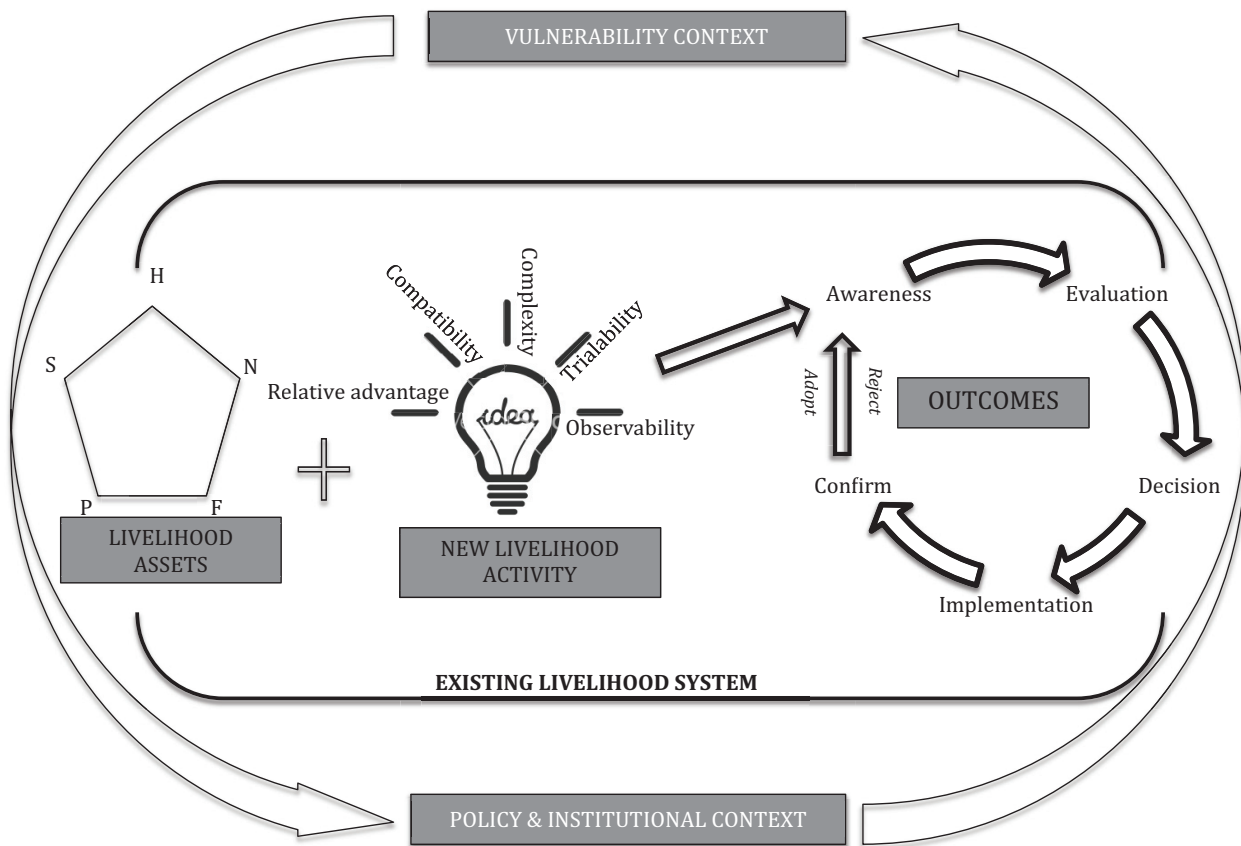 VULNERABILITY CONTEXT
H
S
N
P
F
LIVELIHOOD
ASSETS
Relative advantage
Compatibility
Complexity
Trialability
Observability
idea
NEW LIVELIHOOD
ACTIVITY
Awareness
Evaluation
Adopt
Reject
OUTCOMES
Confirm
Decision
Implementation
EXISTING LIVELIHOOD SYSTEM
POLICY & INSTITUTIONAL CONTEXT